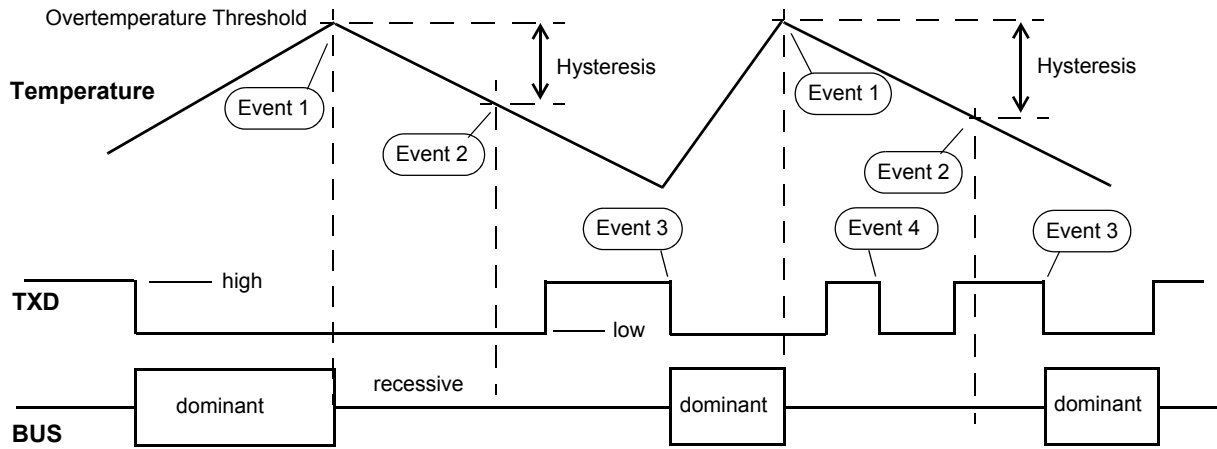 Overtemperature Threshold
Hysteresis
Hysteresis
Temperature
Event 1
Event 1
Event 2
Event 2
Event 3
Event 4
Event 3
high
TXD
low
recessive
dominant
dominant
dominant
BUS